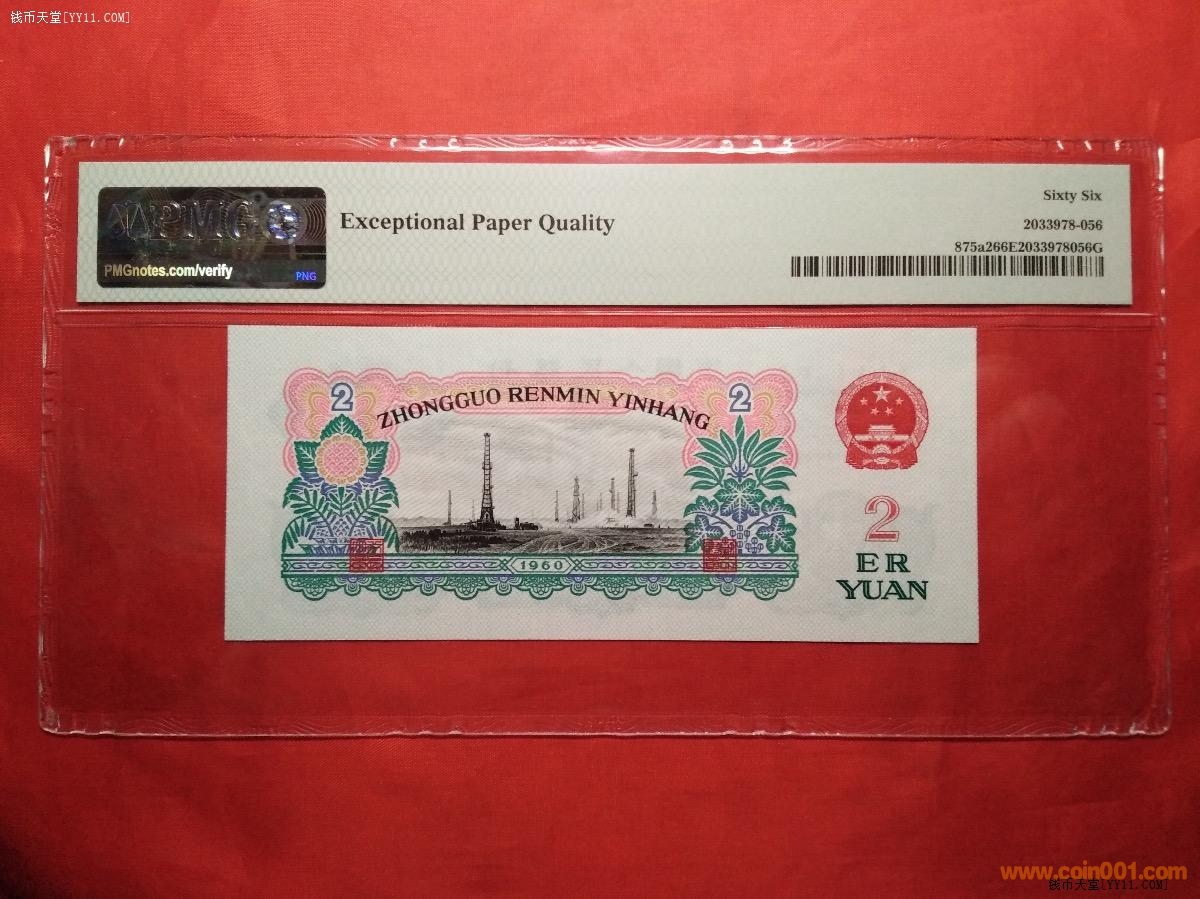 钱币天堂[YY11.COM]
PMG
PMGnotes.com/verify
PNG
Exceptional Paper Quality
Sixty Six
2033978-056
875a266E2033978056G
2
ZHONGGUO RENMIN YINHANG
2
1960
2
ER
YUAN
www.coin001.com
钱币天堂[YY11.COM]